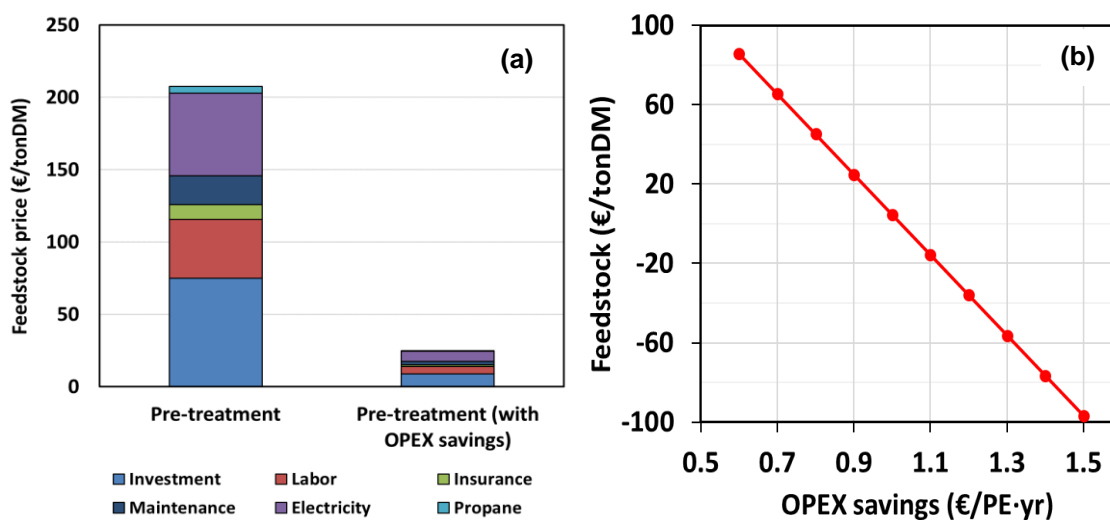 (a)
Feedstock price (€/tonDM)
250
200
150
100
50
0
Pre-treatment
Pre-treatment (with
OPEX savings)
Investment
Labor
Insurance
Maintenance
Electricity
Propane
(b)
Feedstock (€/tonDM)
100
60
20
-20
-60
-100
0.5 0.7 0.9 1.1 1.3 1.5
OPEX savings (€/PE·yr)